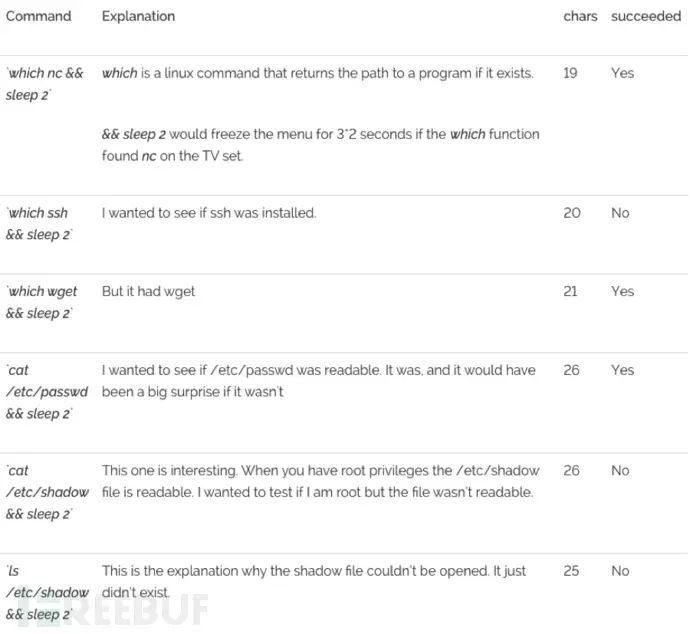 Command Explanation chars succeeded
`which nc && which is a linux command that returns the path to a program if it exists. 19 Yes
sleep 2`
&& sleep 2 would freeze the menu for 3*2 seconds if the which function
found nc on the TV set.
`which ssh I wanted to see if ssh was installed. 20 No
&& sleep 2`
`which wget But it had wget 21 Yes
&& sleep 2`
`cat I wanted to see if /etc/passwd was readable. It was, and it would have 26 Yes
/etc/passwd been a big surprise if it wasn't
&& sleep 2`
`cat This one is interesting. When you have root privileges the /etc/shadow 26 No
/etc/shadow file is readable. I wanted to test if I am root but the file wasn't readable.
&& sleep 2`
`ls This is the explanation why the shadow file couldn't be opened. It just 25 No
/etc/shadow didn't exist.
&& sleep 2`
FREEBUF